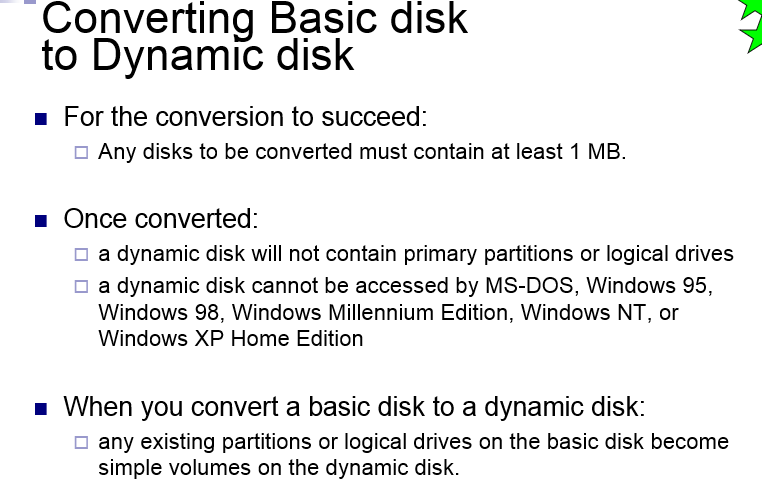 Converting Basic disk
to Dynamic disk
For the conversion to succeed:
Any disks to be converted must contain at least 1 MB.
Once converted:
a dynamic disk will not contain primary partitions or logical drives
a dynamic disk cannot be accessed by MS-DOS, Windows 95,
Windows 98, Windows Millennium Edition, Windows NT, or
Windows XP Home Edition
When you convert a basic disk to a dynamic disk:
any existing partitions or logical drives on the basic disk become
simple volumes on the dynamic disk.